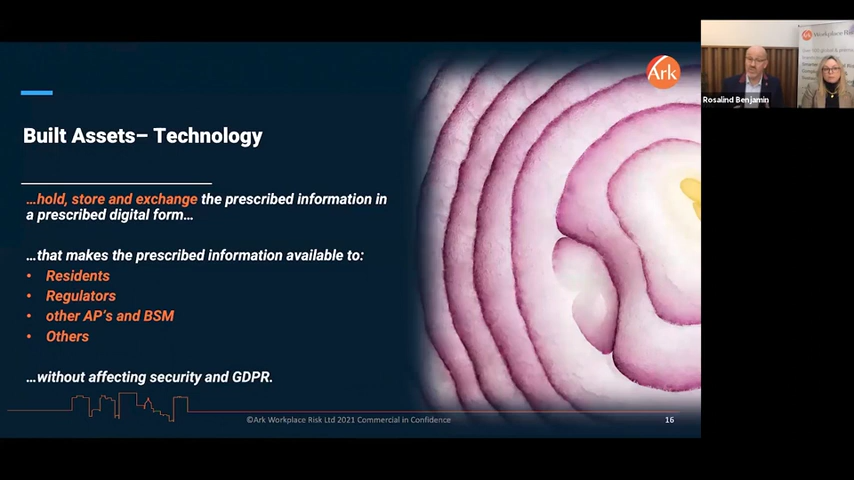 Ark
Built Assets– Technology
…hold, store and exchange the prescribed information in
a prescribed digital form…
…that makes the prescribed information available to:
• Residents
• Regulators
• other AP's and BSM
• Others
…without affecting security and GDPR.
©Ark Workplace Risk Ltd 2021 Commercial in Confidence
16
Ark Workplace Ris
Rosalind Benjamin